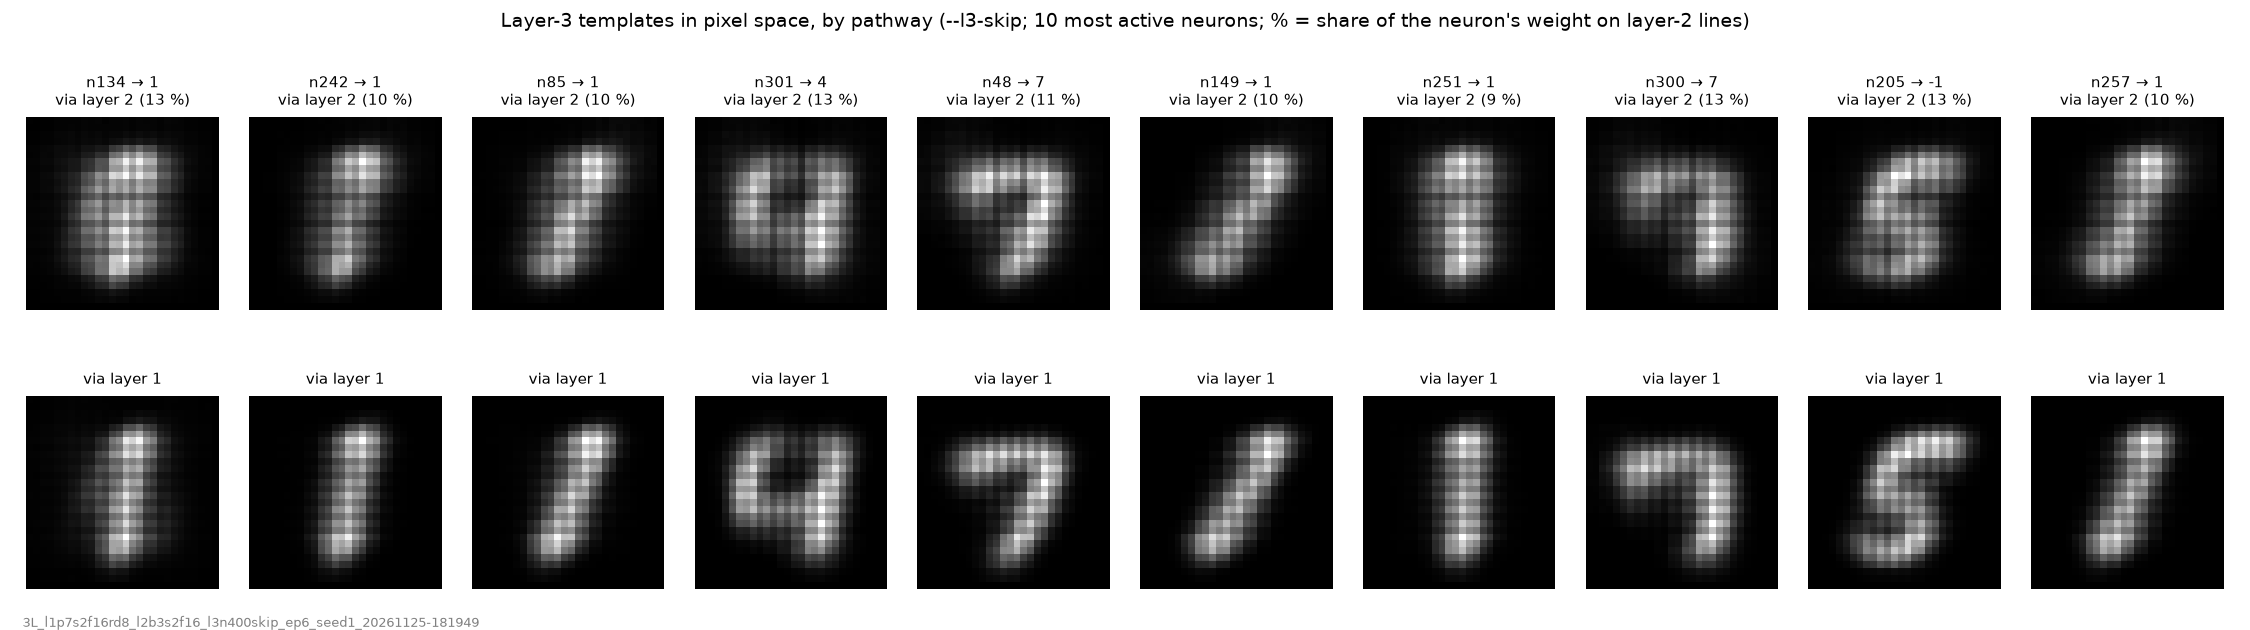 Layer-3 templates in pixel space, by pathway (--l3-skip; 10 most active neurons; % = share of the neuron's weight on layer-2 lines)
n134 → 1
via layer 2 (13 %)
n242 → 1
via layer 2 (10 %)
n85 → 1
via layer 2 (10 %)
n301 → 4
via layer 2 (13 %)
n48 → 7
via layer 2 (11 %)
n149 → 1
via layer 2 (10 %)
n251 → 1
via layer 2 (9 %)
n300 → 7
via layer 2 (13 %)
n205 → -1
via layer 2 (13 %)
n257 → 1
via layer 2 (10 %)
via layer 1
via layer 1
via layer 1
via layer 1
via layer 1
via layer 1
via layer 1
via layer 1
via layer 1
via layer 1
3L_l1p7s2f16rd8_l2b3s2f16_l3n400skip_ep6_seed1_20261125-181949